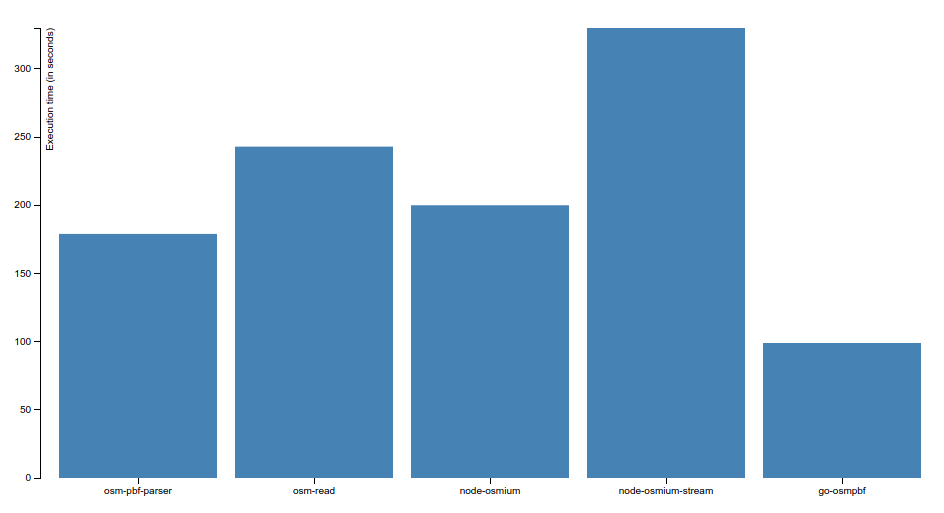 Execution time (in seconds)
300
250
200
150
100
50
0
osm-pbf-parser
osm-read
node-osmium
node-osmium-stream
go-osmpbf